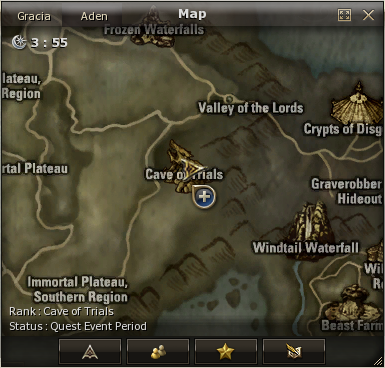 Gracia Aden Map
Frozen Waterfalls
3 : 55
Plateau,
Region
Valley of the Lords
Crypts of Disg
rtal Plateau
Cave of Trials
Graverobber
Hideout
Windtail Waterfall
Wil
R
Immortal Plateau,
Southern Region
Rank : Cave of Trials
Status : Quest Event Period
Beast Farm